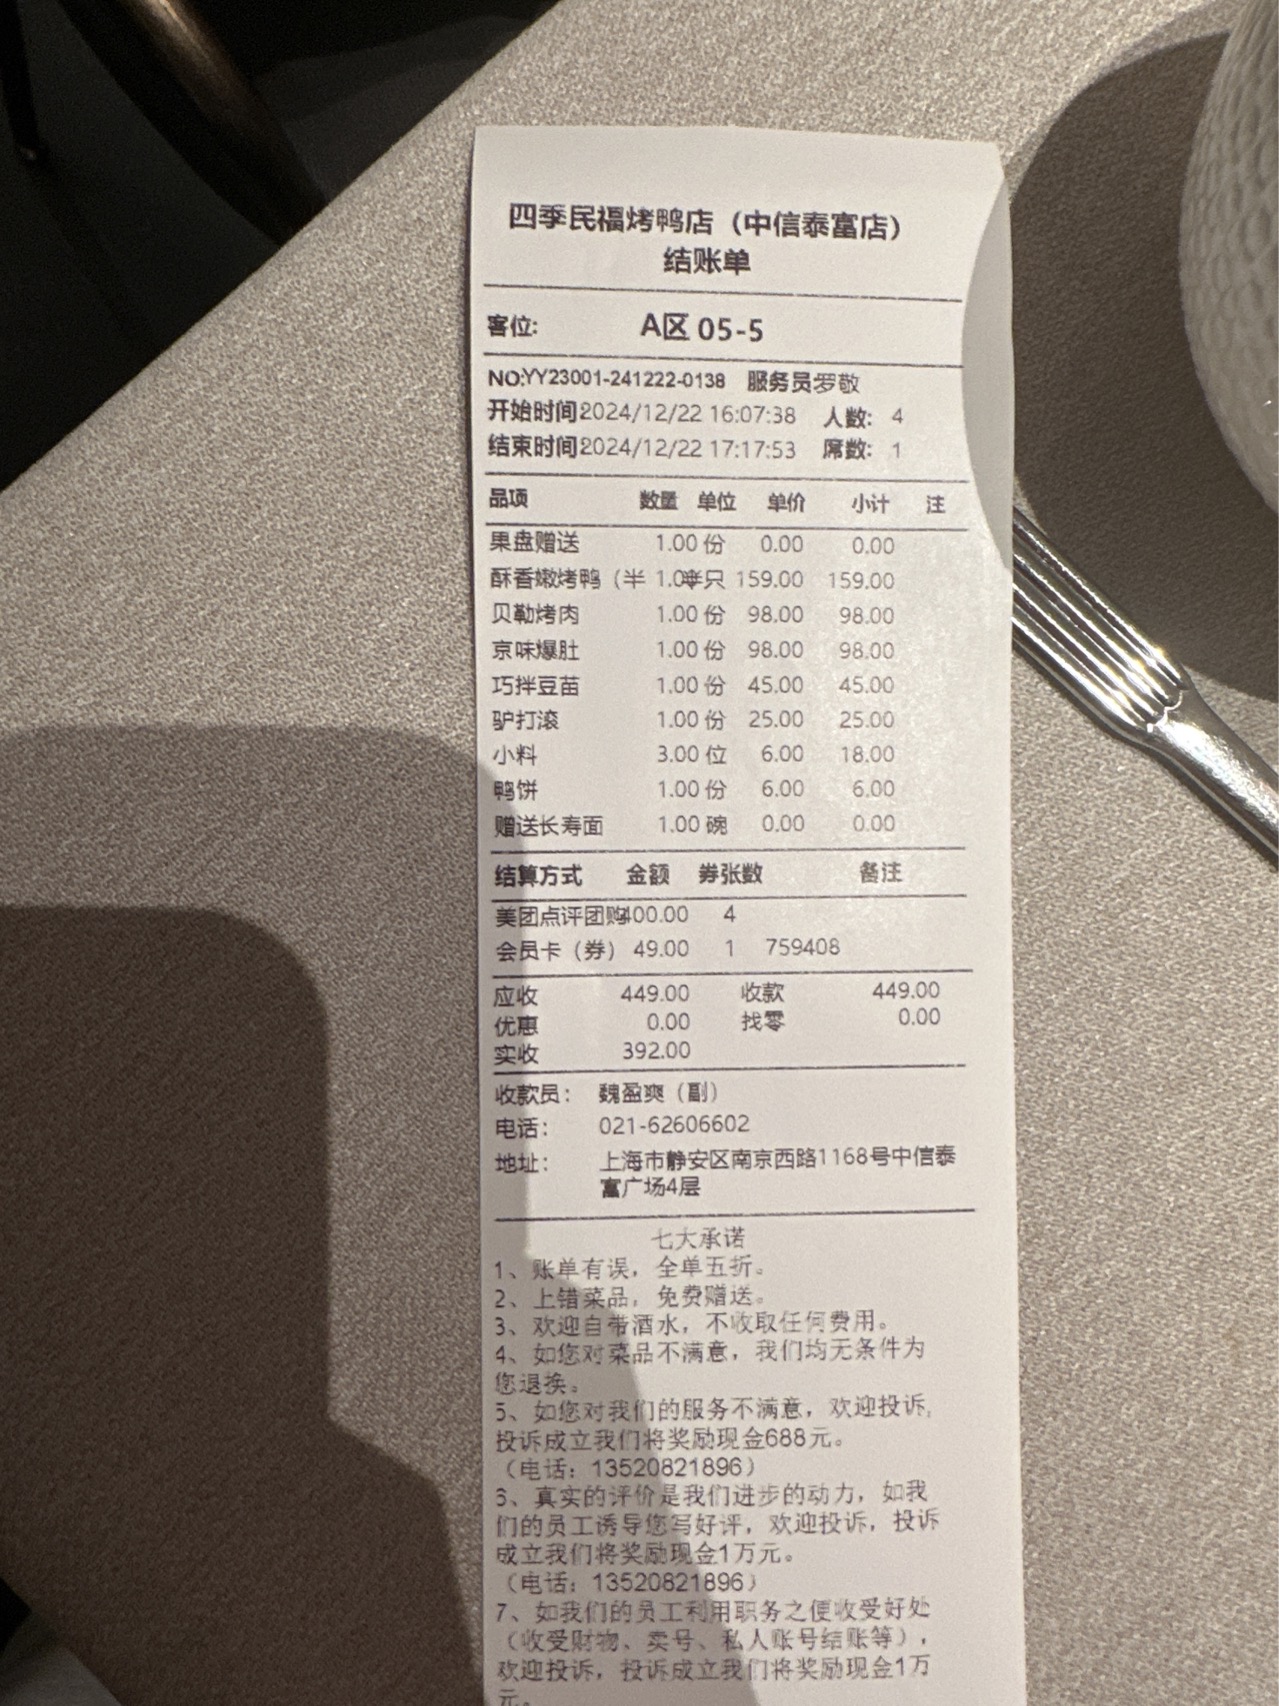 四季民福烤鸭店（中信泰富店）
结账单
客位: A区 05-5
NO:YY23001-241222-0138 服务员罗敬
开始时间2024/12/22 16:07:38 人数: 4
结束时间2024/12/22 17:17:53 席数: 1
品项 数量 单位 单价 小计 注
果盘赠送 1.00 份 0.00 0.00
酥香嫩烤鸭（半 1.00半只 159.00 159.00
贝勒烤肉 1.00 份 98.00 98.00
京味爆肚 1.00 份 98.00 98.00
巧拌豆苗 1.00 份 45.00 45.00
驴打滚 1.00 份 25.00 25.00
小料 3.00 位 6.00 18.00
鸭饼 1.00 份 6.00 6.00
赠送长寿面 1.00 碗 0.00 0.00
结算方式 金额 券张数 备注
美团点评团购400.00 4
会员卡（券） 49.00 1 759408
应收 449.00 收款 449.00
优惠 0.00 找零 0.00
实收 392.00
收款员: 魏盈爽（副）
电话: 021-62606602
地址: 上海市静安区南京西路1168号中信泰
富广场4层
七大承诺
1、账单有误，全单五折。
2、上错菜品，免费赠送。
3、欢迎自带酒水，不收取任何费用。
4、如您对菜品不满意，我们均无条件为
您退换。
5、如您对我们的服务不满意，欢迎投诉,
投诉成立我们将奖励现金688元。
（电话：13520821896）
6、真实的评价是我们进步的动力，如我
们的员工诱导您写好评，欢迎投诉，投诉
成立我们将奖励现金1万元。
（电话：13520821896）
7、如我们的员工利用职务之便收受好处
（收受财物、卖号、私人账号结账等），
欢迎投诉，投诉成立我们将奖励现金1万
元。